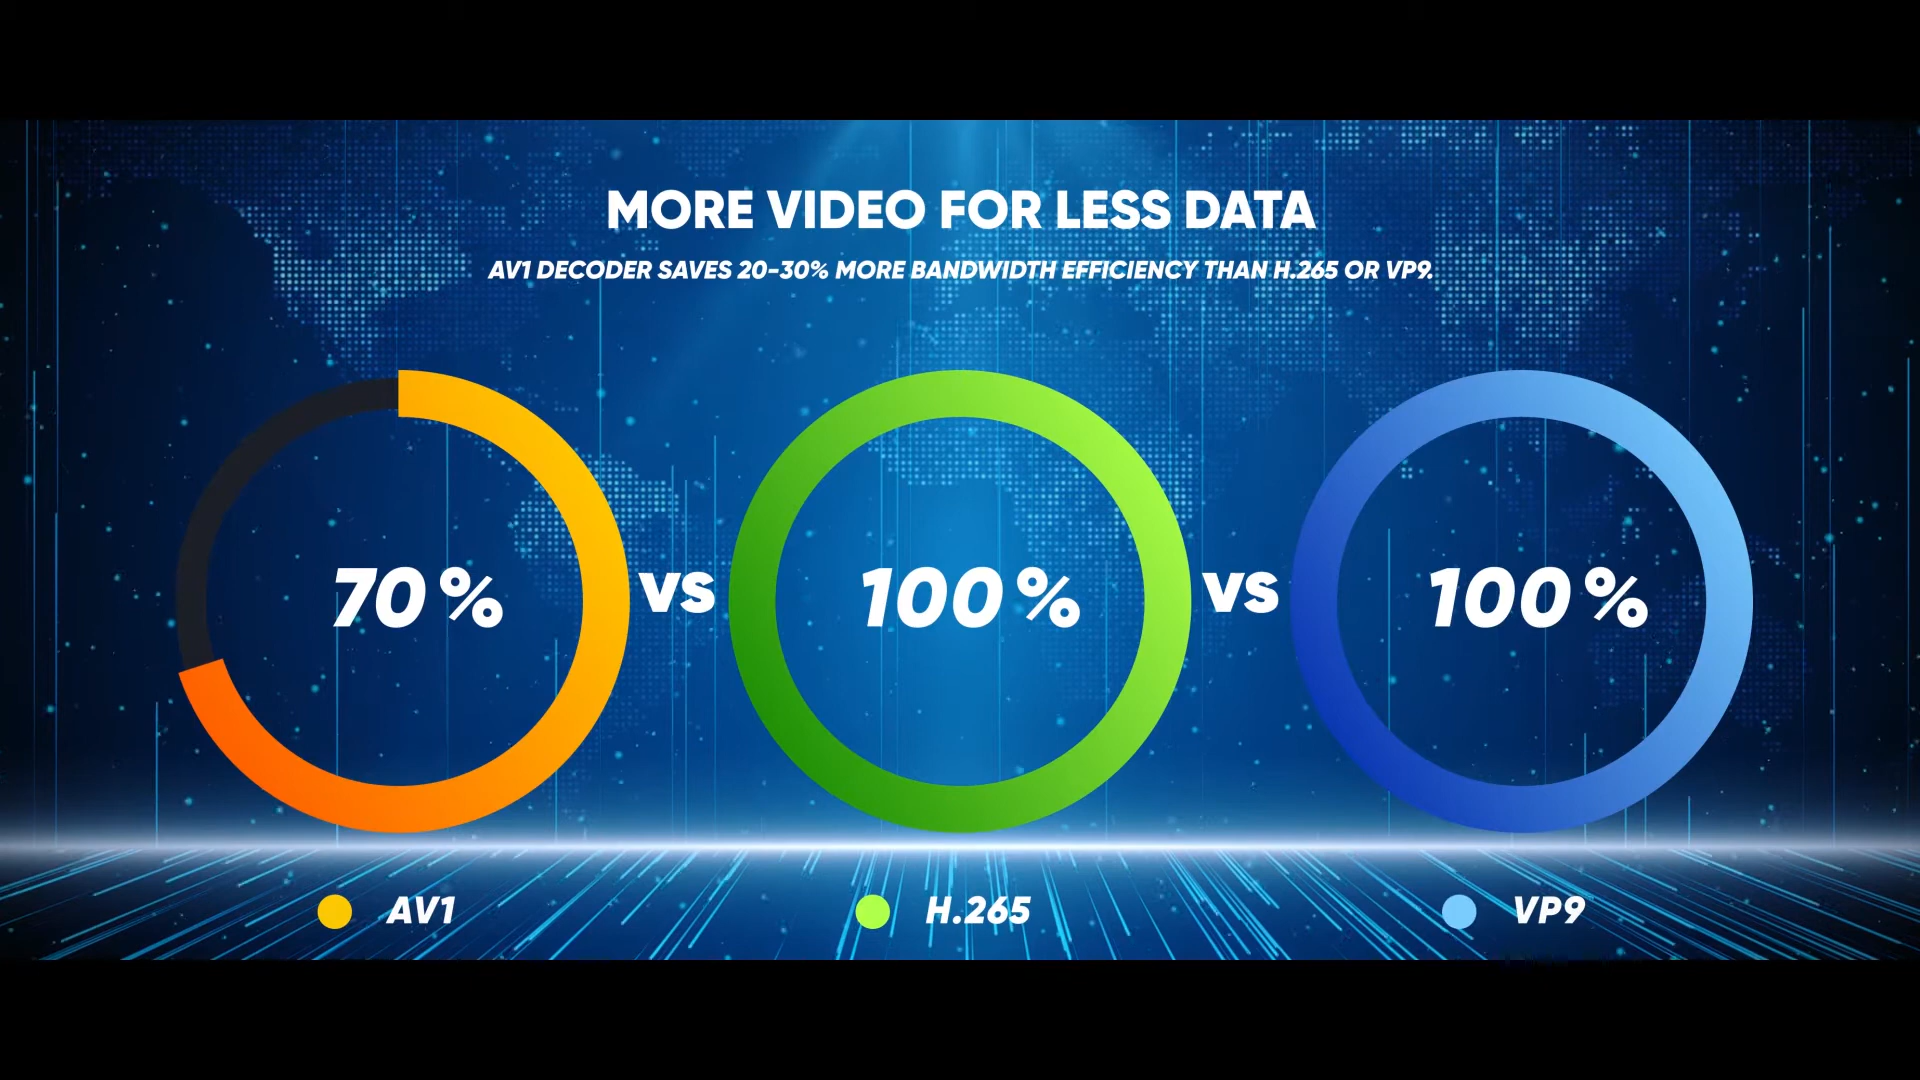 MORE VIDEO FOR LESS DATA
AV1 DECODER SAVES 20-30% MORE BANDWIDTH EFFICIENCY THAN H.265 OR VP9.
70% VS 100% VS 100%
AV1 H.265 VP9